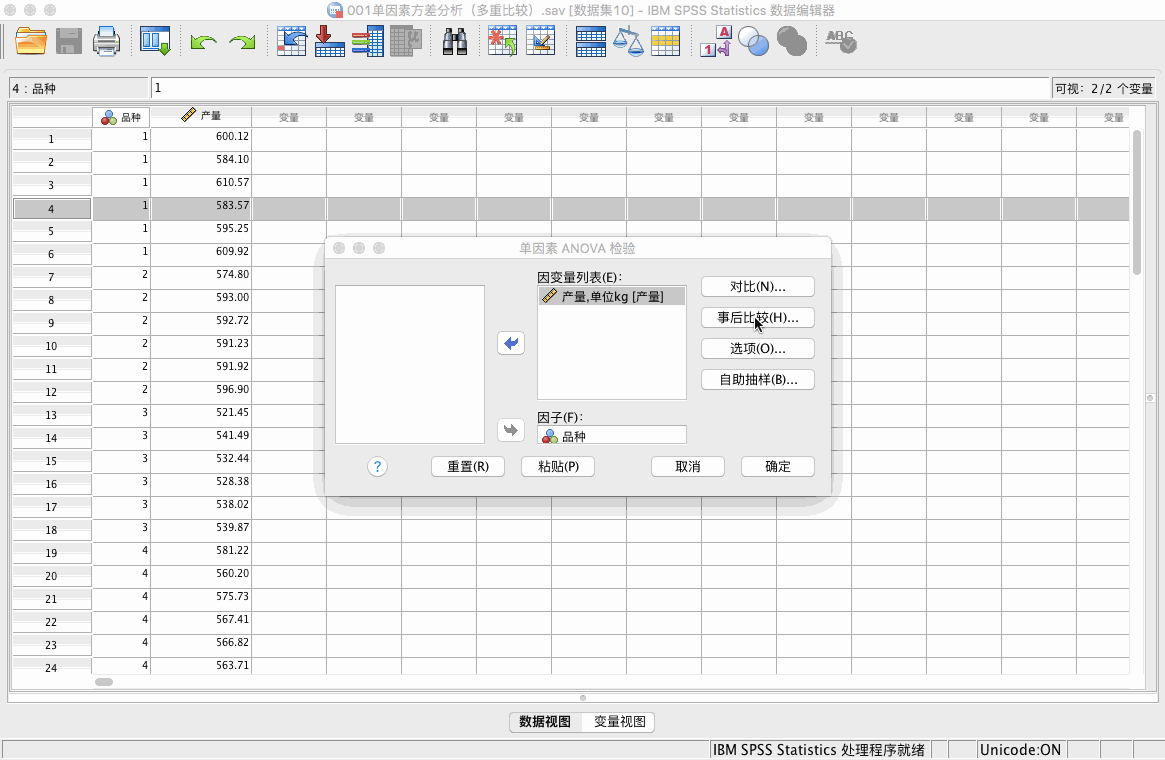 001单因素方差分析（多重比较）.sav [数据集10] - IBM SPSS Statistics 数据编辑器
1 A
ABC
4：品种 1 可视: 2/2 个变量
品种 产量 变量 变量 变量 变量 变量 变量 变量 变量 变量 变量 变量 变量
1 1 600.12
2 1 584.10
3 1 610.57
4 1 583.57
5 1 595.25
6 1 609.92
7 2 574.80
8 2 593.00
9 2 592.72
10 2 591.23
11 2 591.92
12 2 596.90
13 3 521.45
14 3 541.49
15 3 532.44
16 3 528.38
17 3 538.02
18 3 539.87
19 4 581.22
20 4 560.20
21 4 575.73
22 4 567.41
23 4 566.82
24 4 563.71
单因素 ANOVA 检验
因变量列表(E):
产量,单位kg [产量]
对比(N)...
事后比较(H)...
选项(O)...
自助抽样(B)...
因子(F):
品种
? 重置(R) 粘贴(P) 取消 确定
数据视图 变量视图
IBM SPSS Statistics 处理程序就绪 Unicode:ON